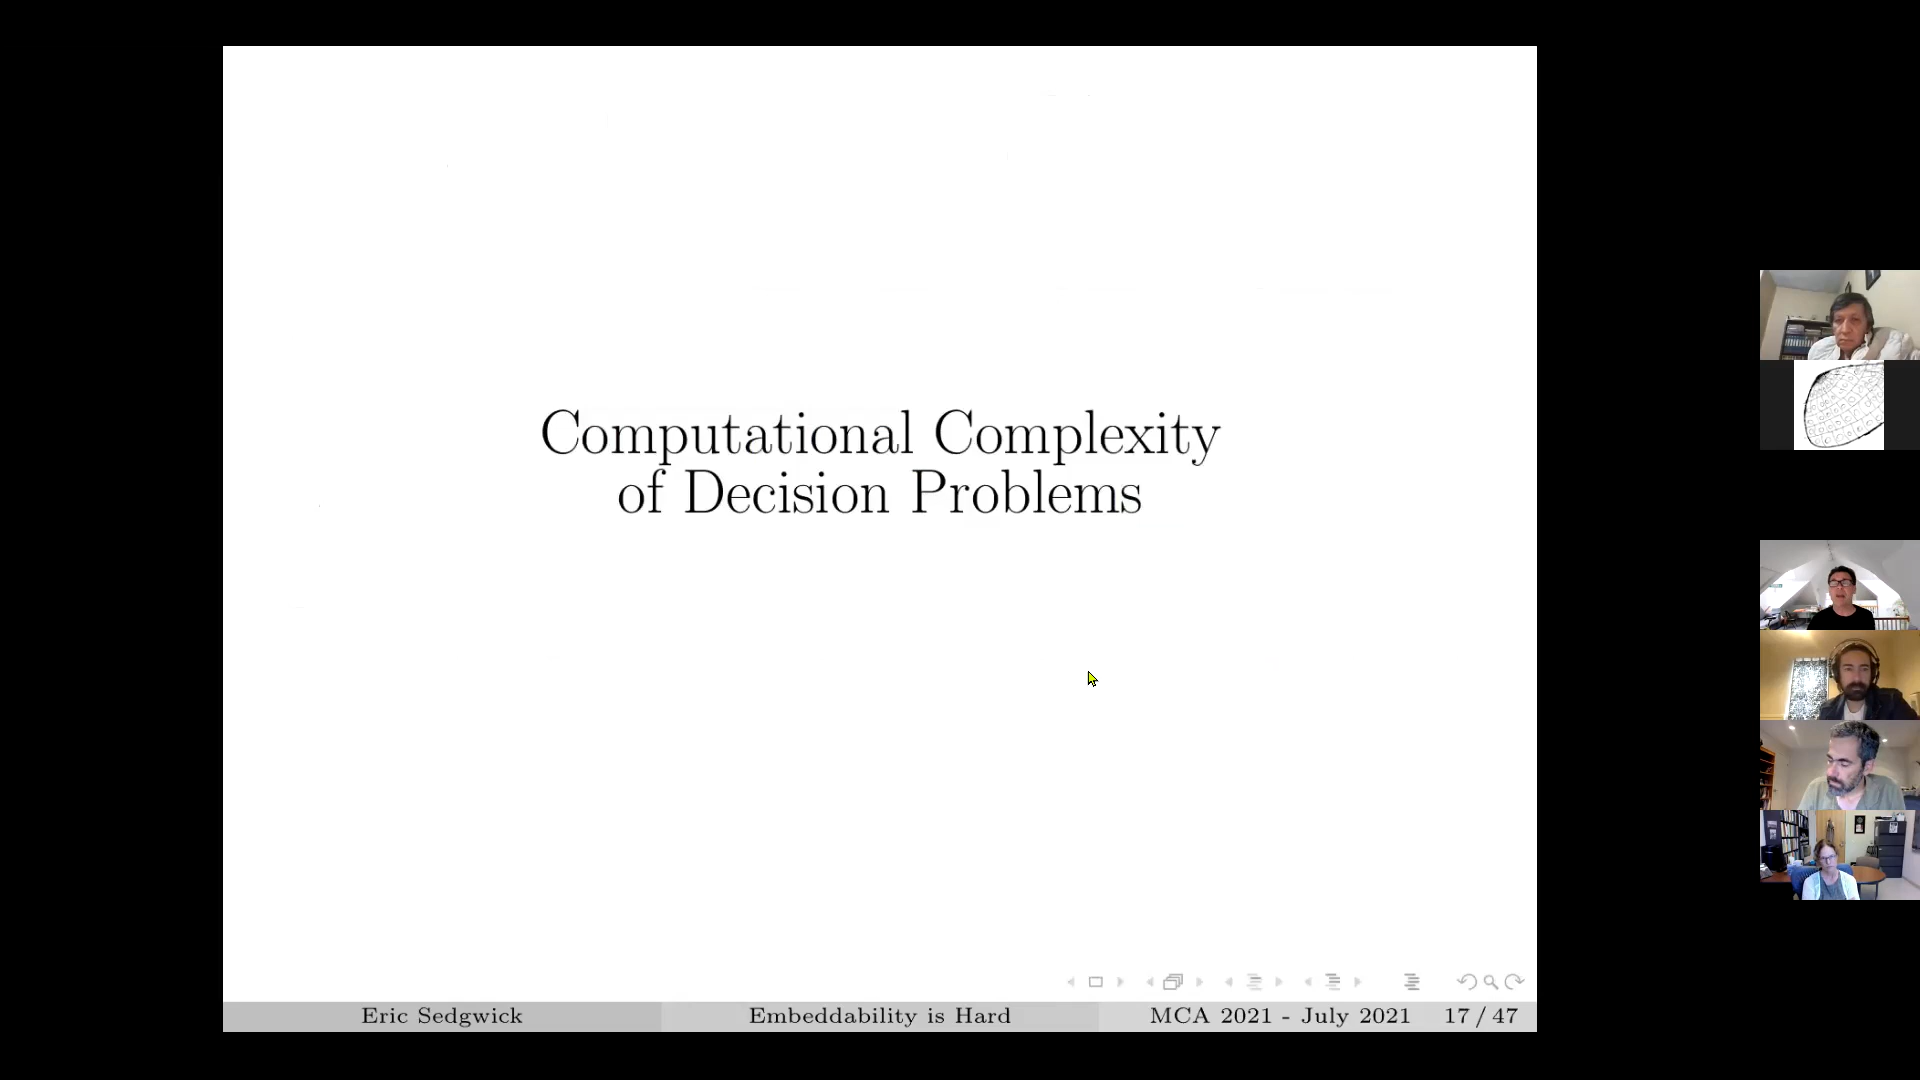 Computational Complexity
of Decision Problems
Eric Sedgwick
Embeddability is Hard
MCA 2021 - July 2021
17 / 47